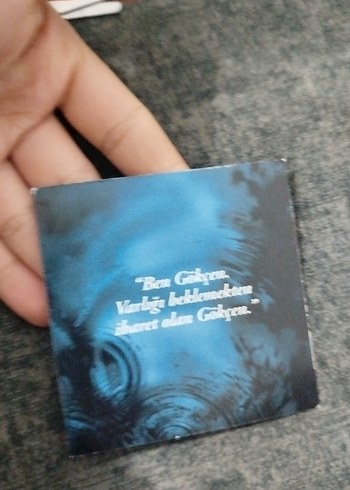 “Ben Gökçen.
Varlığı beklemekten
ibaret olan Gökçen.”